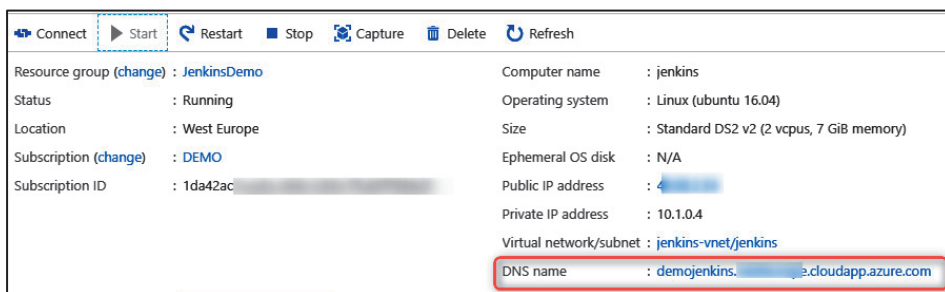 Connect Start Restart Stop Capture Delete Refresh
Resource group (change) : JenkinsDemo
Status : Running
Location : West Europe
Subscription (change) : DEMO
Subscription ID : 1da42ac
Computer name : jenkins
Operating system : Linux (ubuntu 16.04)
Size : Standard DS2 v2 (2 vcpus, 7 GiB memory)
Ephemeral OS disk : N/A
Public IP address : 4
Private IP address : 10.1.0.4
Virtual network/subnet : jenkins-vnet/jenkins
DNS name : demojenkins. e.cloudapp.azure.com